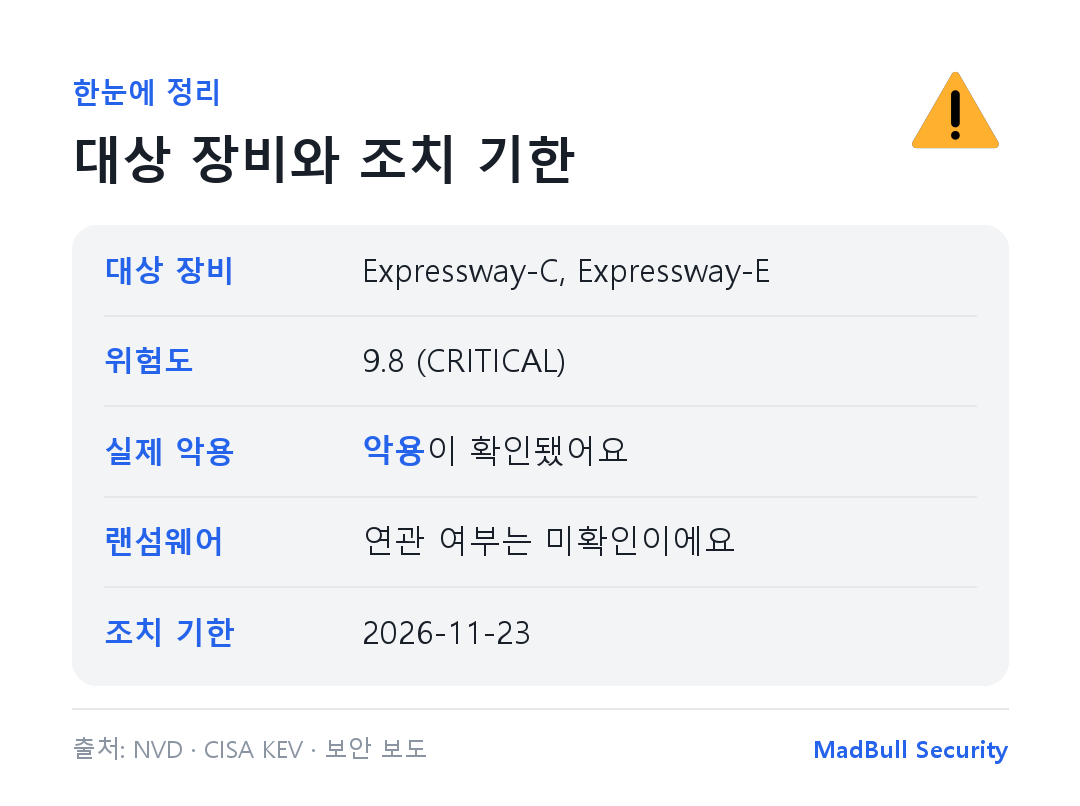 한눈에 정리
대상 장비와 조치 기한
대상 장비 Expressway-C, Expressway-E
위험도 9.8 (CRITICAL)
실제 악용 악용이 확인됐어요
랜섬웨어 연관 여부는 미확인이에요
조치 기한 2026-11-23
출처: NVD · CISA KEV · 보안 보도 MadBull Security